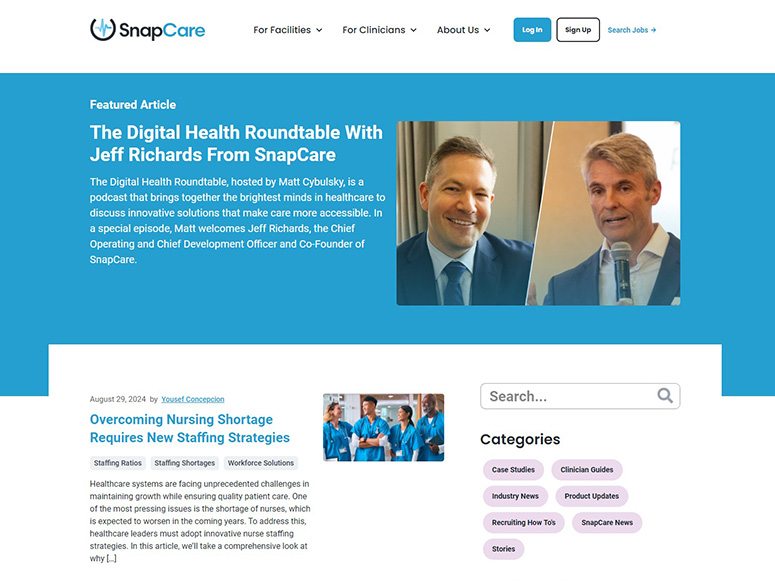 SnapCare
For Facilities
For Clinicians
About Us
Log In
Sign Up
Search Jobs →
Featured Article
The Digital Health Roundtable With
Jeff Richards From SnapCare
The Digital Health Roundtable, hosted by Matt Cybulsky, is a
podcast that brings together the brightest minds in healthcare to
discuss innovative solutions that make care more accessible. In
a special episode, Matt welcomes Jeff Richards, the Chief
Operating and Chief Development Officer and Co-Founder of
SnapCare.
August 29, 2024 by Yousef Concepcion
Overcoming Nursing Shortage
Requires New Staffing Strategies
Staffing Ratios
Staffing Shortages
Workforce Solutions
Healthcare systems are facing unprecedented challenges in
maintaining growth while ensuring quality patient care. One
of the most pressing issues is the shortage of nurses, which
is expected to worsen in the coming years. To address this,
healthcare leaders must adopt innovative nurse staffing
strategies. In this article, we'll take a comprehensive look at
why […]
Search...
Categories
Case Studies
Clinician Guides
Industry News
Product Updates
Recruiting How To's
SnapCare News
Stories